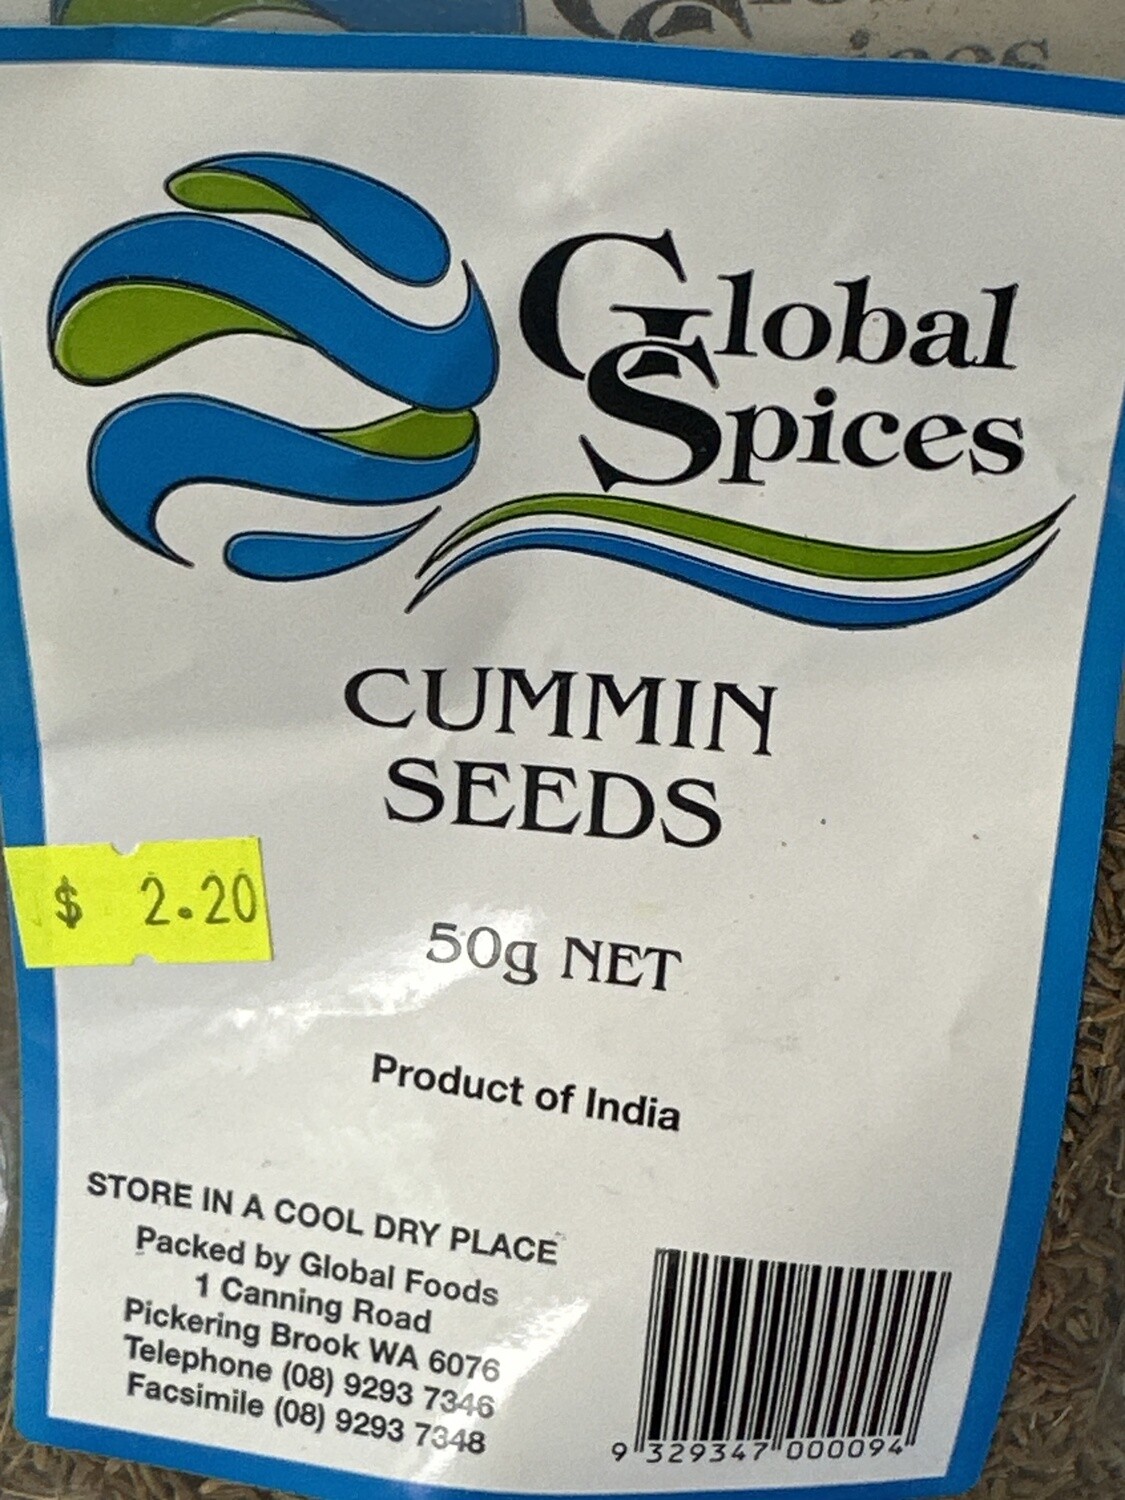 Global
Spices
CUMMIN
SEEDS
$ 2.20
50g NET
Product of India
STORE IN A COOL DRY PLACE
Packed by Global Foods
1 Canning Road
Pickering Brook WA 6076
Telephone (08) 9293 7346
Facsimile (08) 9293 7348
9 329347 000094